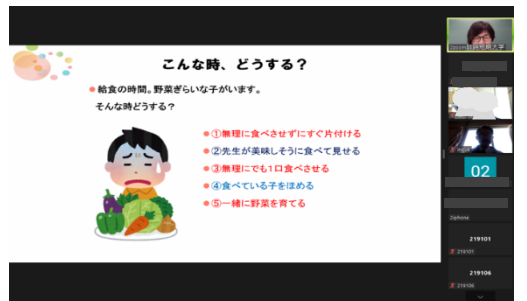 こんな時、どうする？
●給食の時間。野菜ぎらいな子がいます。
そんな時どうする？
●①無理に食べさせずにすぐ片付ける
●②先生が美味しそうに食べて見せる
●③無理にでも1口食べさせる
●④食べている子をほめる
●⑤一緒に野菜を育てる
02
219101
219101
219106
219106